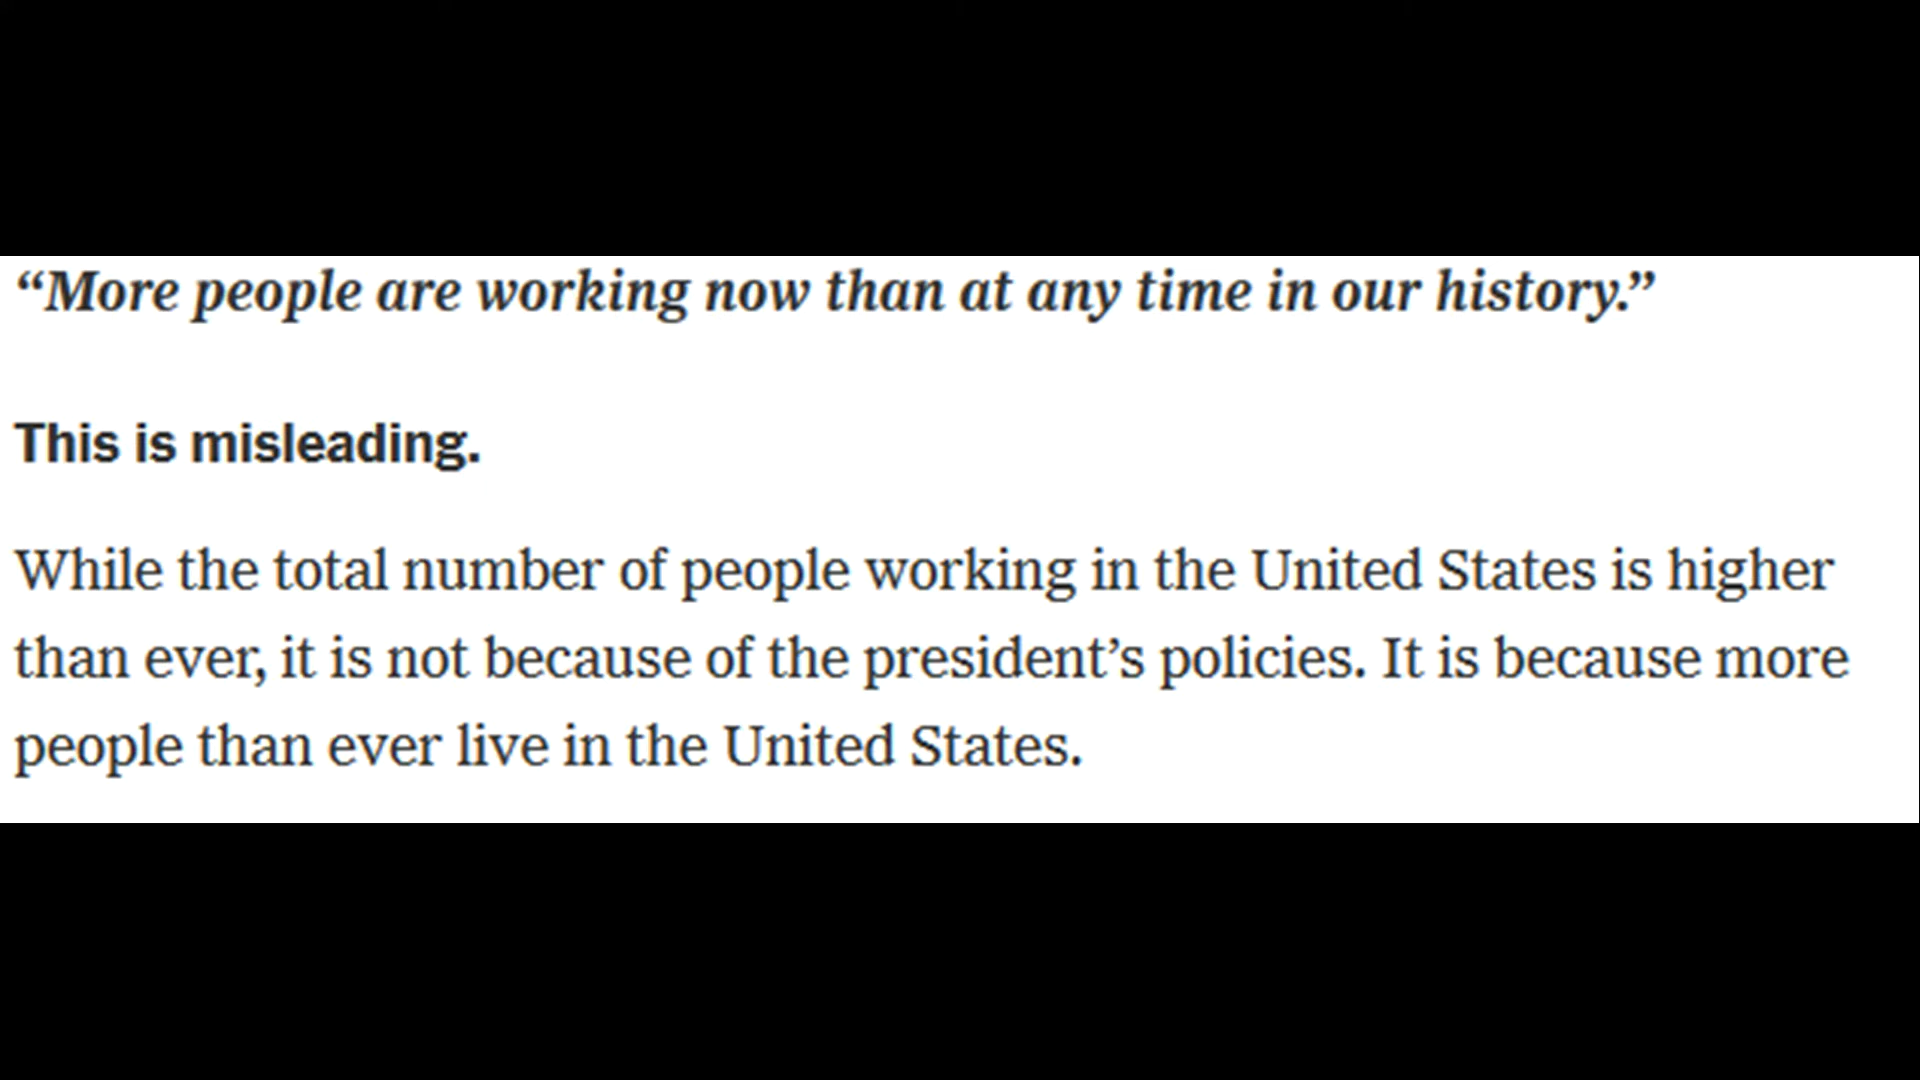 “More people are working now than at any time in our history.”
This is misleading.
While the total number of people working in the United States is higher
than ever, it is not because of the president’s policies. It is because more
people than ever live in the United States.